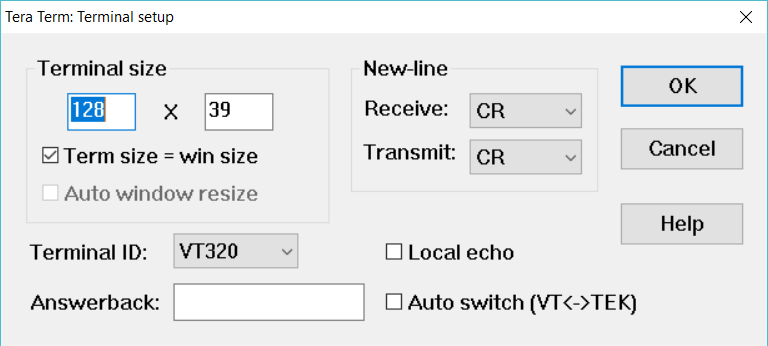 Tera Term: Terminal setup
Terminal size
128 X 39
Term size = win size
Auto window resize
New-line
Receive: CR
Transmit: CR
OK
Cancel
Help
Terminal ID: VT320
Local echo
Answerback:
Auto switch (VT<->TEK)